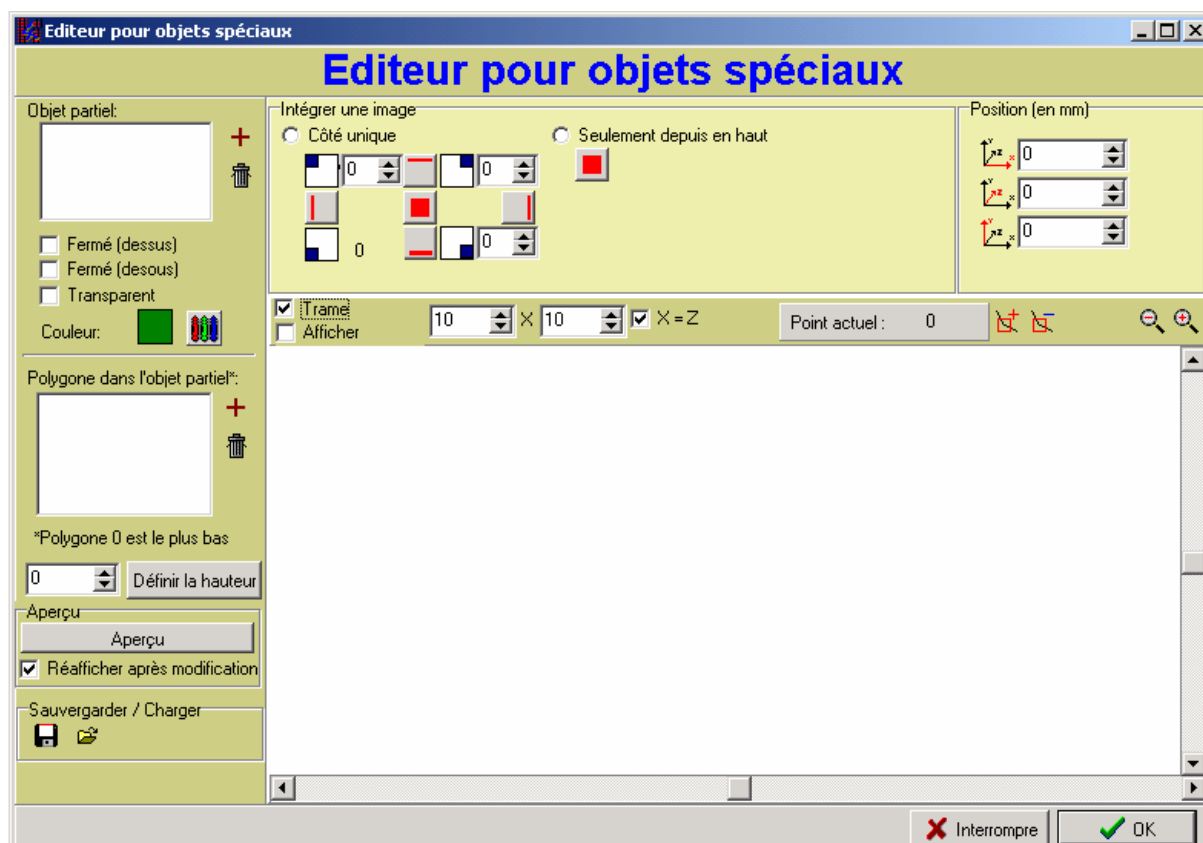 Editeur pour objets spéciaux
Editeur pour objets spéciaux
Objet partiel:
Fermé (dessus)
Fermé (desous)
Transparent
Couleur:
Polygone dans l'objet partiel*:
*Polygone 0 est le plus bas
0 Définir la hauteur
Aperçu
Aperçu
Réafficher après modification
Sauvergarder / Charger
Intégrer une image
Côté unique
Seulement depuis en haut
0 0
0 0
Position (en mm)
Y Z X 0
Y Z X 0
Y Z X 0
Trame
Afficher
10 X 10 X = Z
Point actuel : 0
Interrompre OK